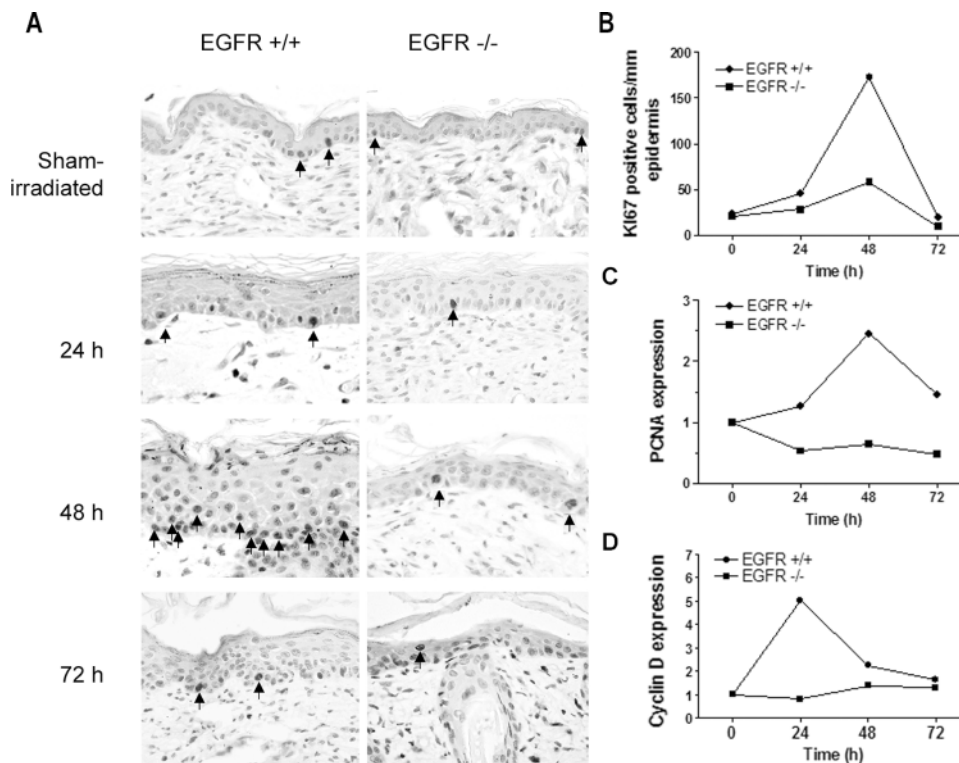 A
EGFR +/+
EGFR -/-
Sham-
irradiated
24 h
48 h
72 h
B
EGFR +/+
EGFR -/-
KI67 positive cells/mm
epidermis
200
150
100
50
0
0 24 48 72
Time (h)
C
EGFR +/+
EGFR -/-
PCNA expression
3
2
1
0
0 24 48 72
Time (h)
D
EGFR +/+
EGFR -/-
Cyclin D expression
7
6
5
4
3
2
1
0
0 24 48 72
Time (h)